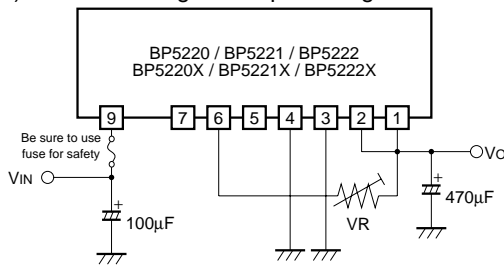 BP5220 / BP5221 / BP5222
BP5220X / BP5221X / BP5222X
9 7 6 5 4 3 2 1
Be sure to use
fuse for safety
VIN
VO
+
100μF
VR
+
470μF